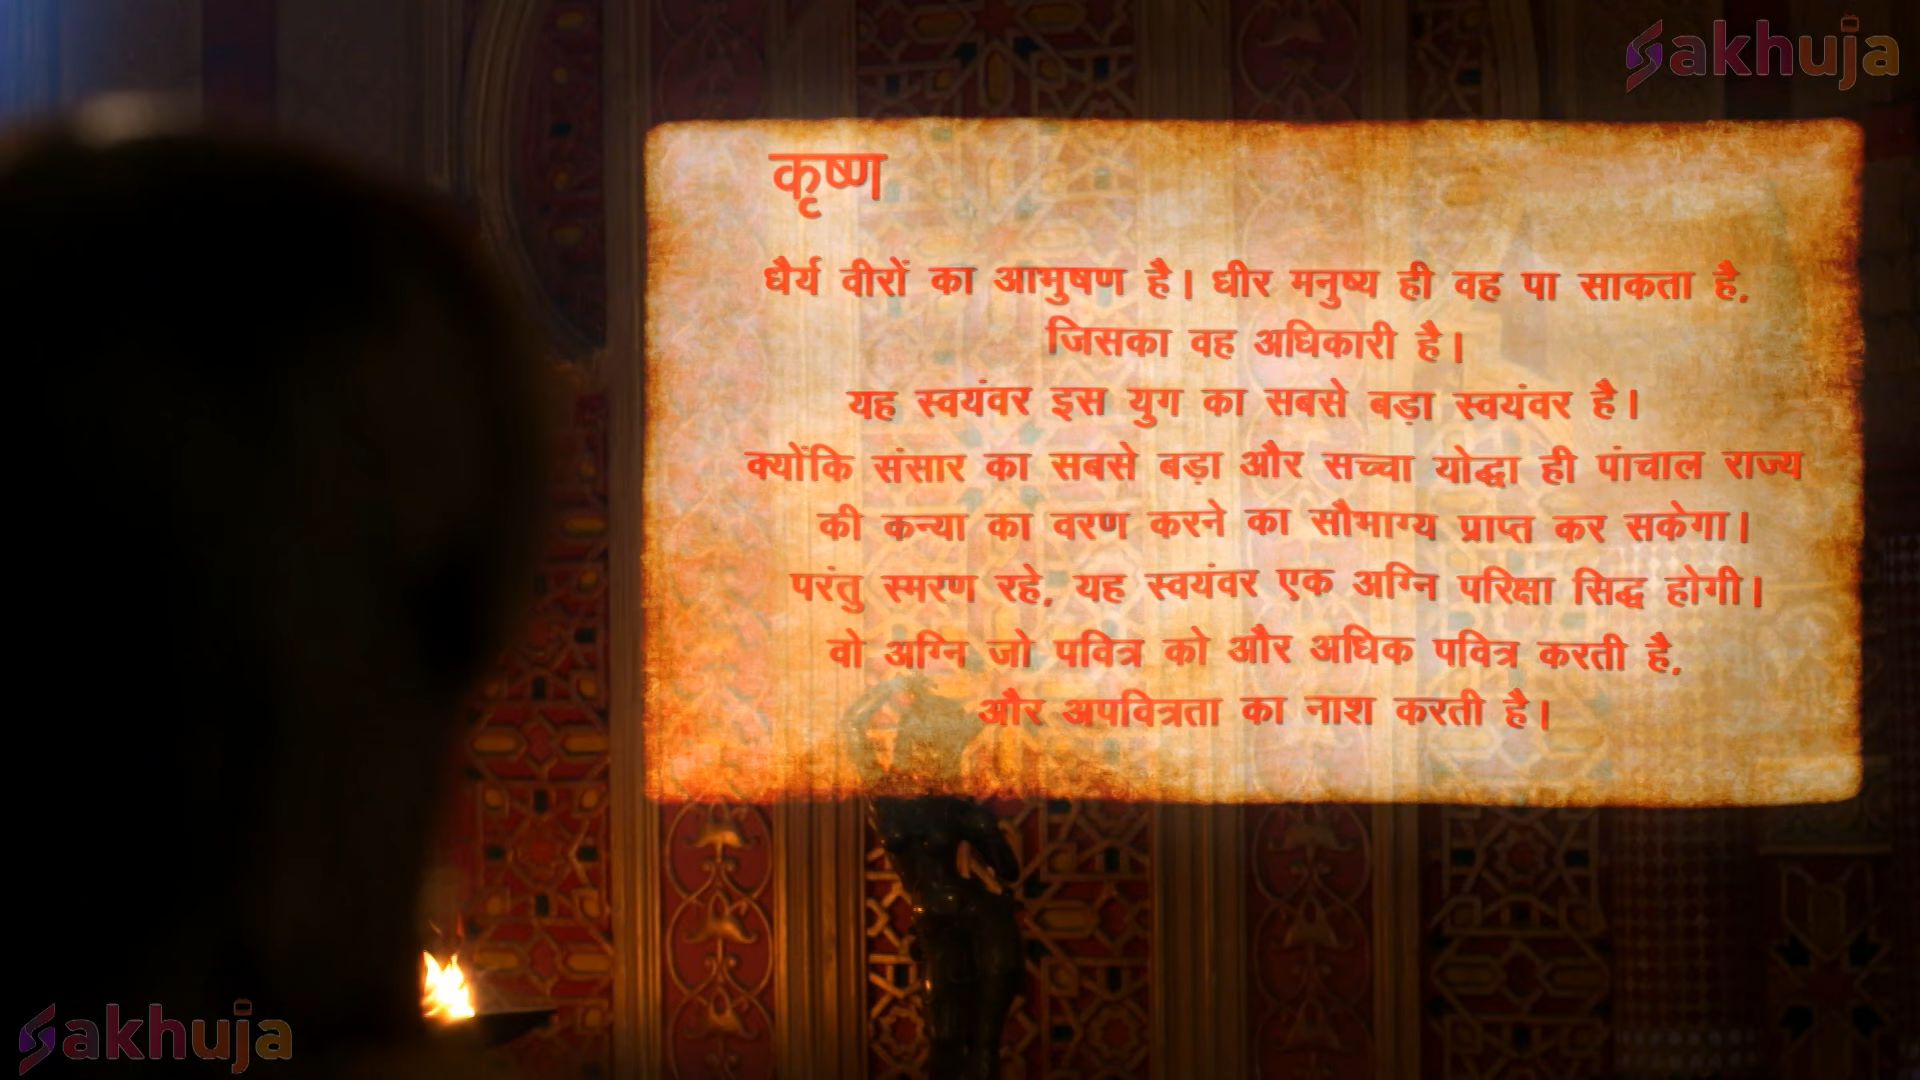 Sakhuja
कृष्ण
धैर्य वीरों का आभुषण है। धीर मनुष्य ही वह पा साकता है,
जिसका वह अधिकारी है।
यह स्वयंवर इस युग का सबसे बड़ा स्वयंवर है।
क्योंकि संसार का सबसे बड़ा और सच्चा योद्धा ही पांचाल राज्य
की कन्या का वरण करने का सौभाग्य प्राप्त कर सकेगा।
परंतु स्मरण रहे, यह स्वयंवर एक अग्नि परिक्षा सिद्ध होगी।
वो अग्नि जो पवित्र को और अधिक पवित्र करती है,
और अपवित्रता का नाश करती है।
Sakhuja